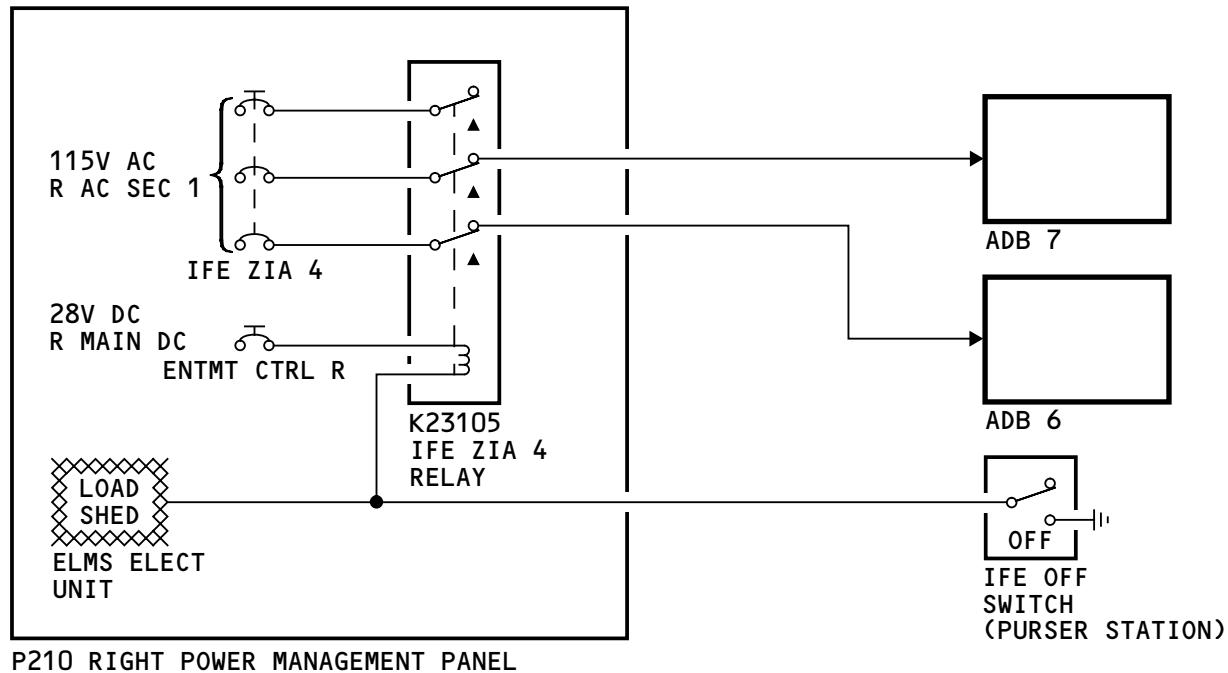 115V AC
R AC SEC 1
IFE ZIA 4
28V DC
R MAIN DC
ENTMT CTRL R
K23105
IFE ZIA 4
RELAY
LOAD
SHED
ELMS ELECT
UNIT
ADB 7
ADB 6
OFF
IFE OFF
SWITCH
(PURSER STATION)
P210 RIGHT POWER MANAGEMENT PANEL